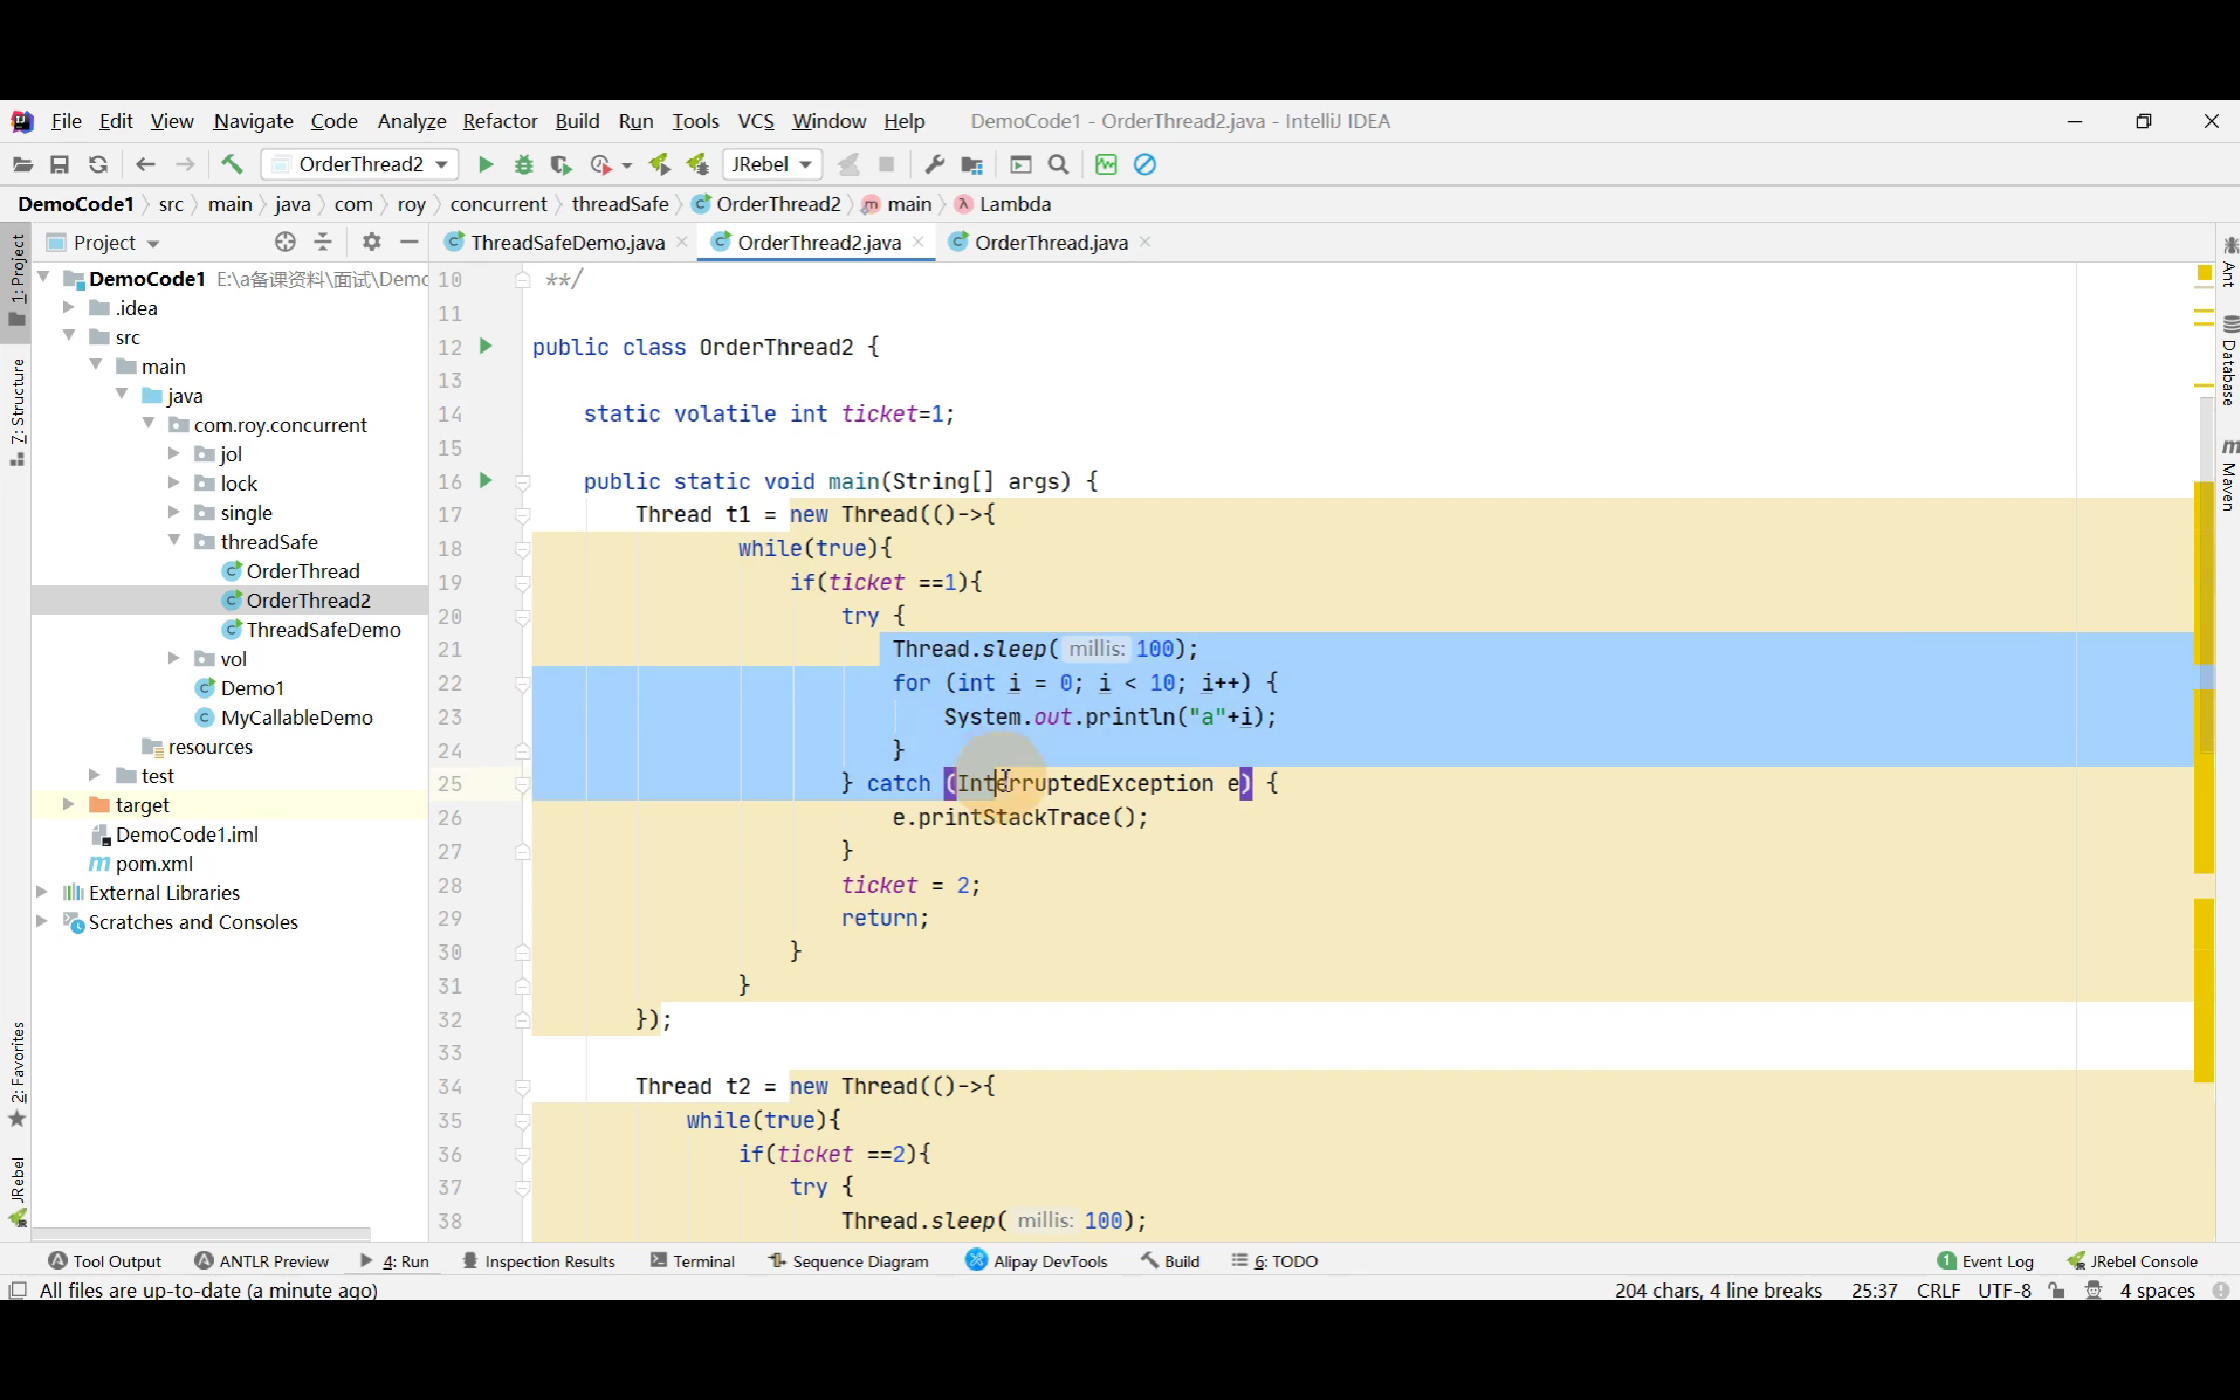 File Edit View Navigate Code Analyze Refactor Build Run Tools VCS Window Help DemoCode1 - OrderThread2.java - IntelliJ IDEA
OrderThread2 JRebel
DemoCode1 src main java com roy concurrent threadSafe OrderThread2 main Lambda
Project
ThreadSafeDemo.java OrderThread2.java OrderThread.java
1: Project
7: Structure
2: Favorites
JRebel
DemoCode1 E:\a备课资料\面试\Demo
.idea
src
main
java
com.roy.concurrent
jol
lock
single
threadSafe
OrderThread
OrderThread2
ThreadSafeDemo
vol
Demo1
MyCallableDemo
resources
test
target
DemoCode1.iml
pom.xml
External Libraries
Scratches and Consoles
10 **/
11
12 public class OrderThread2 {
13
14 static volatile int ticket=1;
15
16 public static void main(String[] args) {
17 Thread t1 = new Thread(()->{
18 while(true){
19 if(ticket ==1){
20 try {
21 Thread.sleep( millis: 100);
22 for (int i = 0; i < 10; i++) {
23 System.out.println("a"+i);
24 }
25 } catch (InterruptedException e) {
26 e.printStackTrace();
27 }
28 ticket = 2;
29 return;
30 }
31 }
32 });
33
34 Thread t2 = new Thread(()->{
35 while(true){
36 if(ticket ==2){
37 try {
38 Thread.sleep( millis: 100);
Ant
Database
Maven
Tool Output ANTLR Preview 4: Run Inspection Results Terminal Sequence Diagram Alipay DevTools Build 6: TODO 1 Event Log JRebel Console
All files are up-to-date (a minute ago) 204 chars, 4 line breaks 25:37 CRLF UTF-8 4 spaces